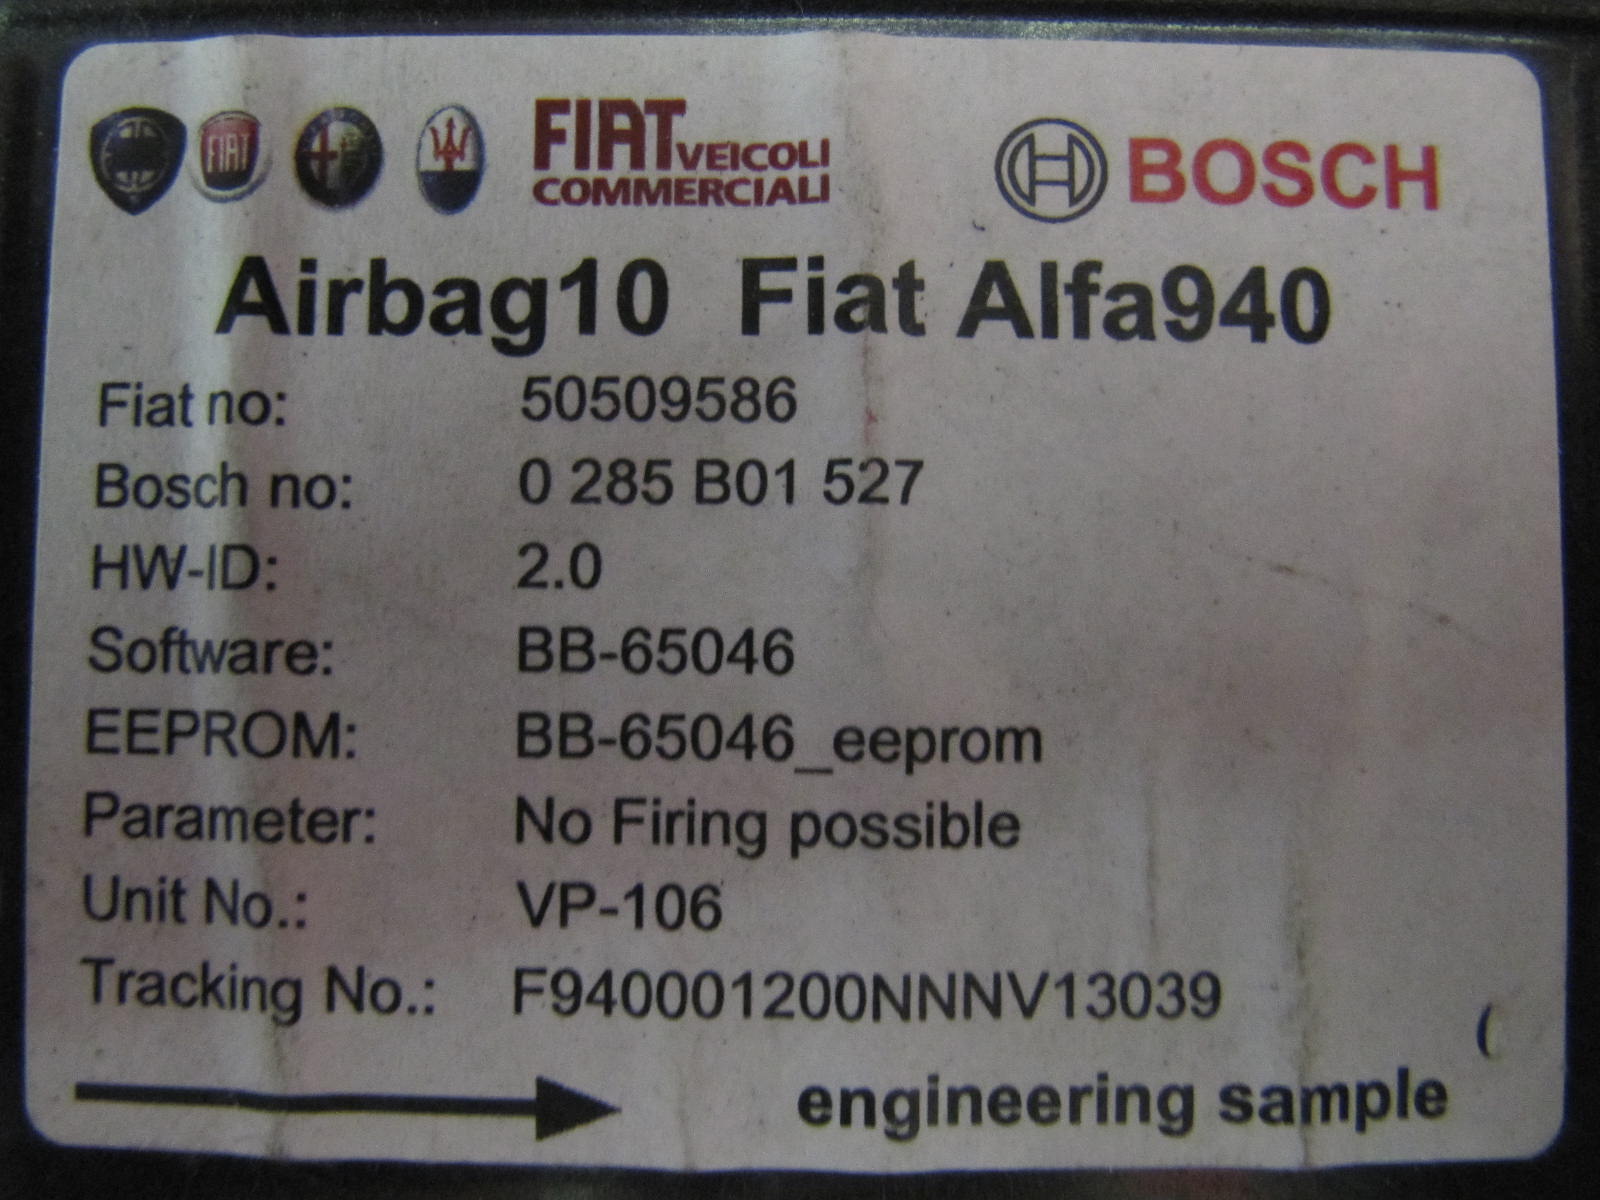 FIAT
FIAT VEICOLI
COMMERCIALI
BOSCH
Airbag10 Fiat Alfa940
Fiat no: 50509586
Bosch no: 0 285 B01 527
HW-ID: 2.0
Software: BB-65046
EEPROM: BB-65046_eeprom
Parameter: No Firing possible
Unit No.: VP-106
Tracking No.: F940001200NNNV13039
engineering sample